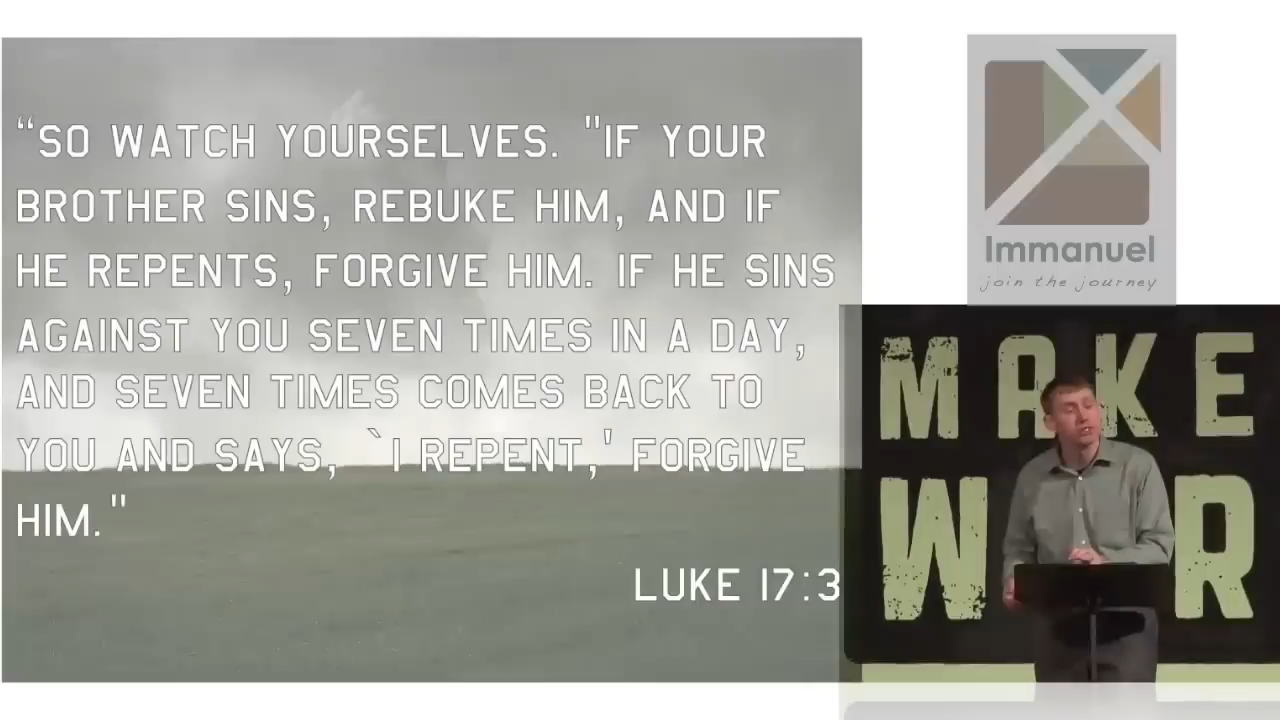 “SO WATCH YOURSELVES. "IF YOUR
BROTHER SINS, REBUKE HIM, AND IF
HE REPENTS, FORGIVE HIM. IF HE SINS
AGAINST YOU SEVEN TIMES IN A DAY,
AND SEVEN TIMES COMES BACK TO
YOU AND SAYS, `I REPENT,' FORGIVE
HIM."
LUKE 17:3
Immanuel
join the journey
MAKE
W R